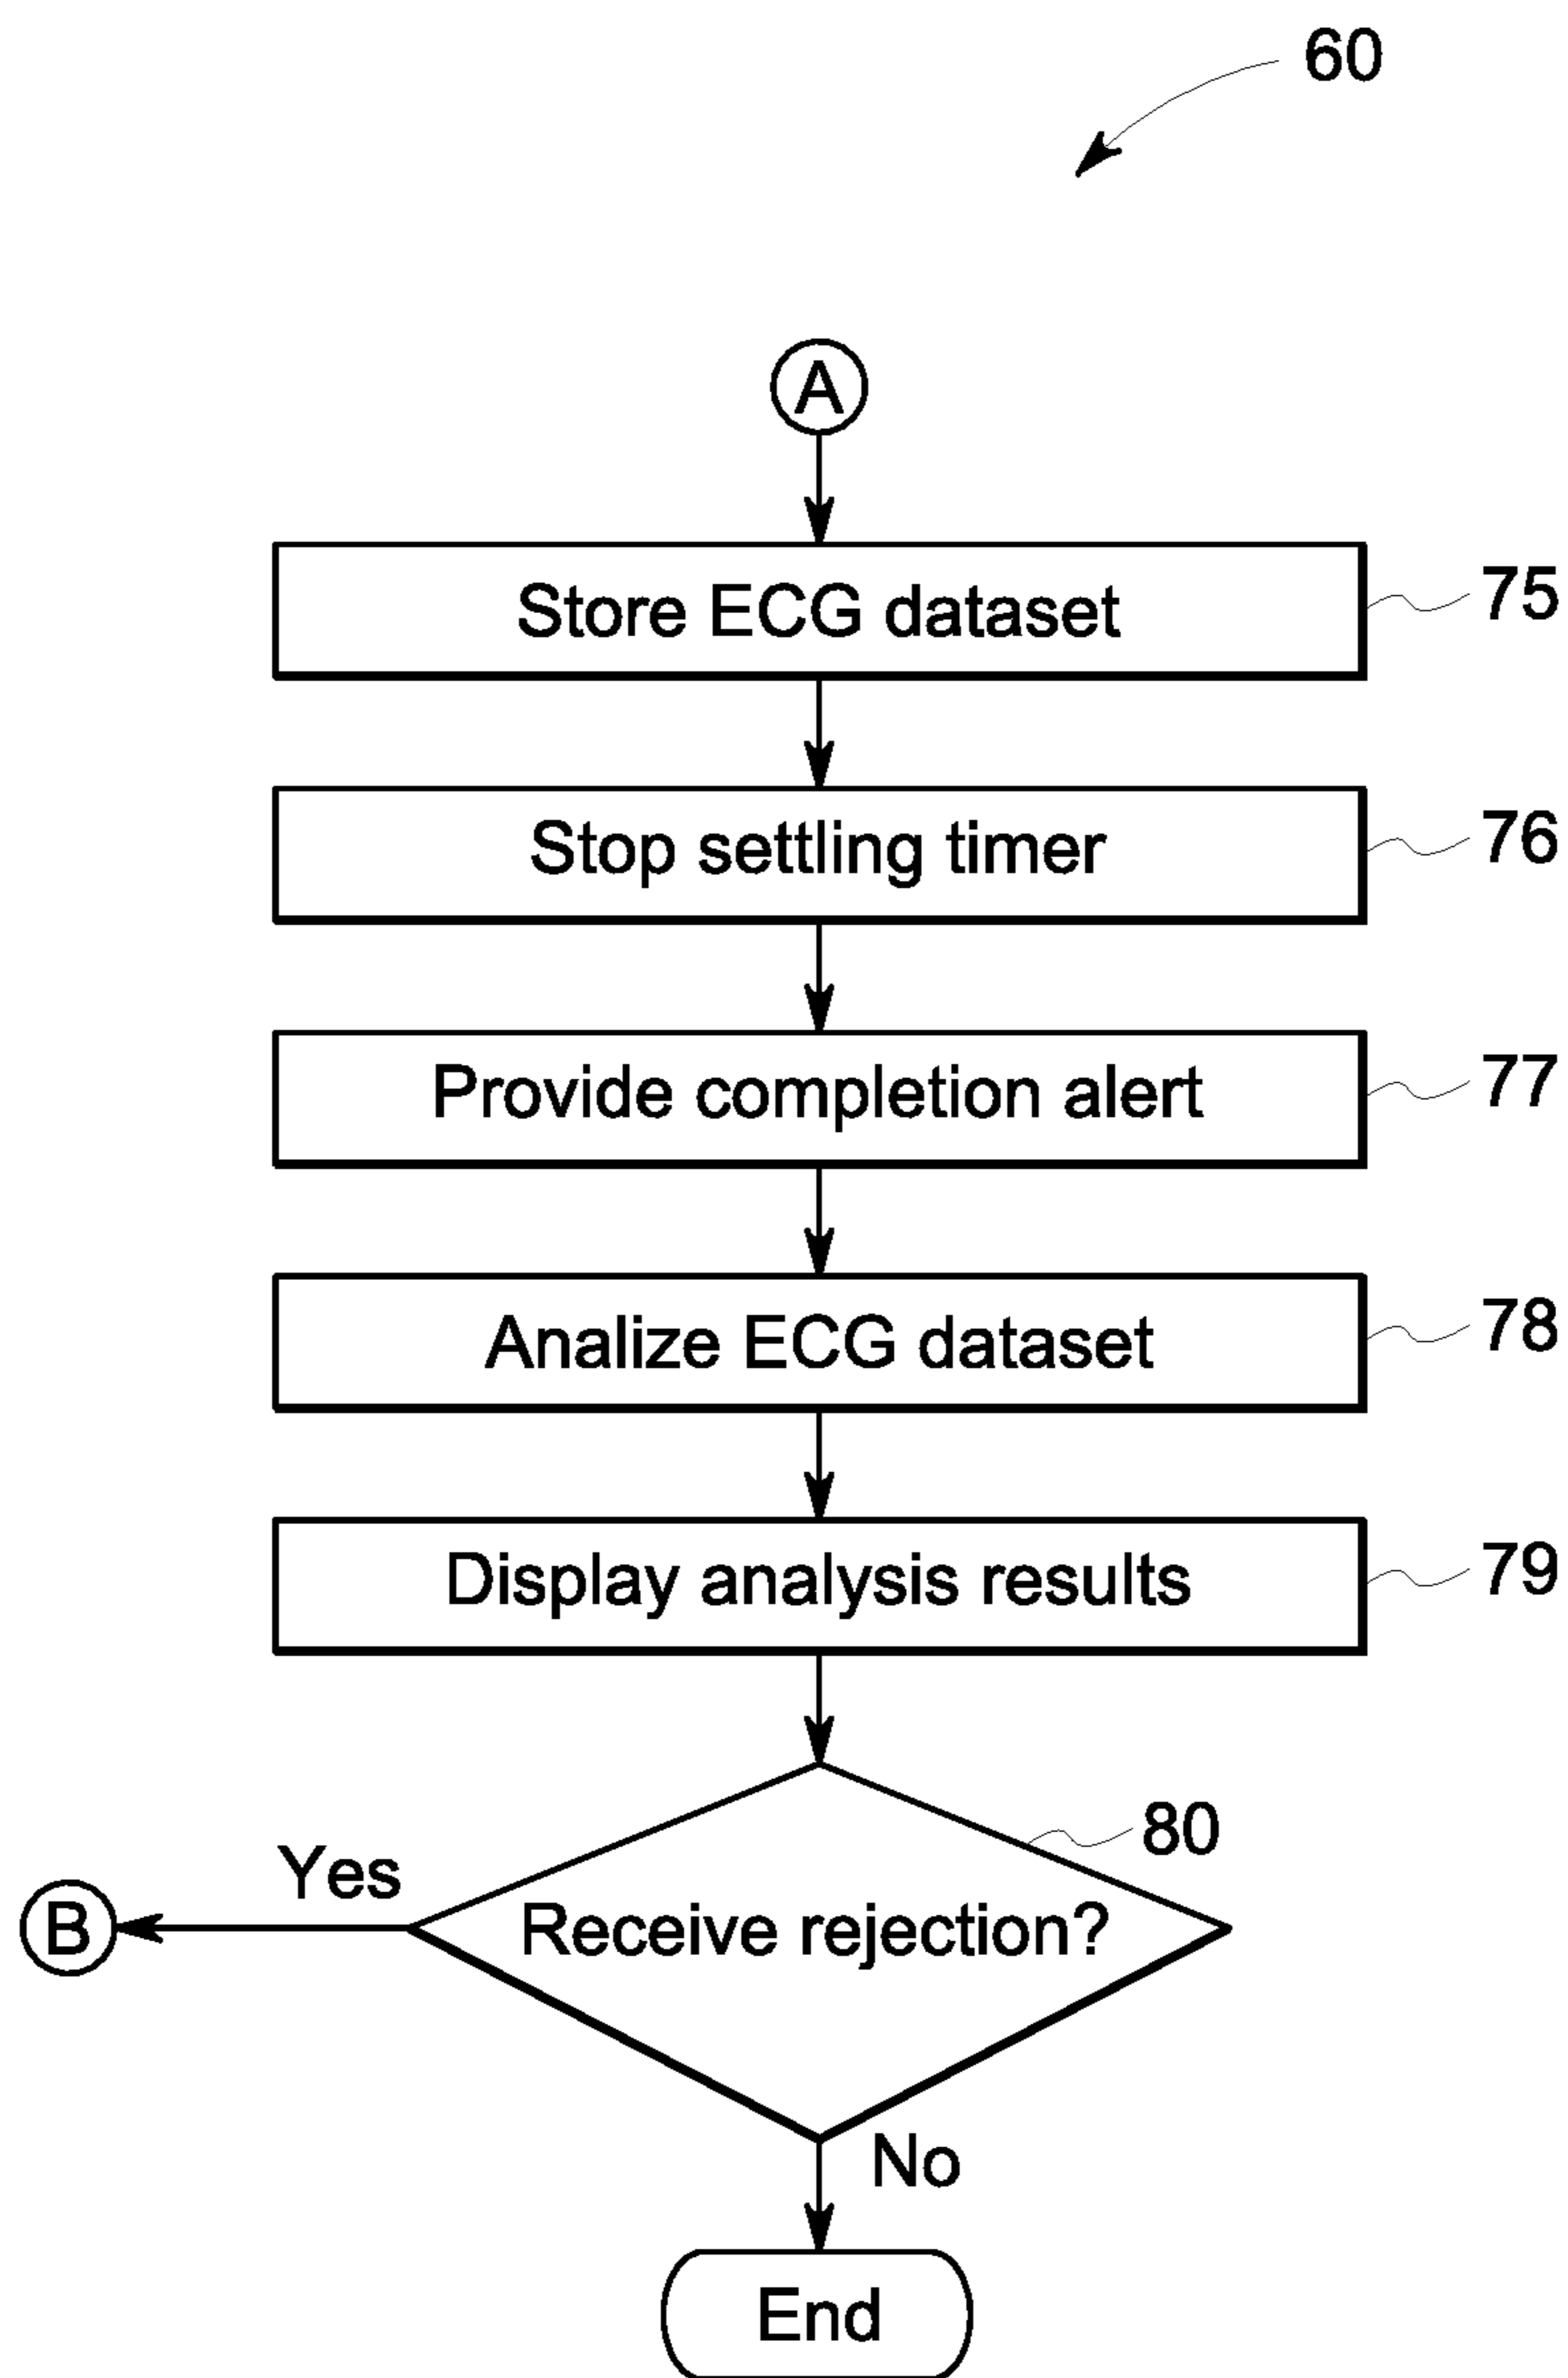 60
A
Store ECG dataset 75
Stop settling timer 76
Provide completion alert 77
Analize ECG dataset 78
Display analysis results 79
80
Yes
B
Receive rejection?
No
End